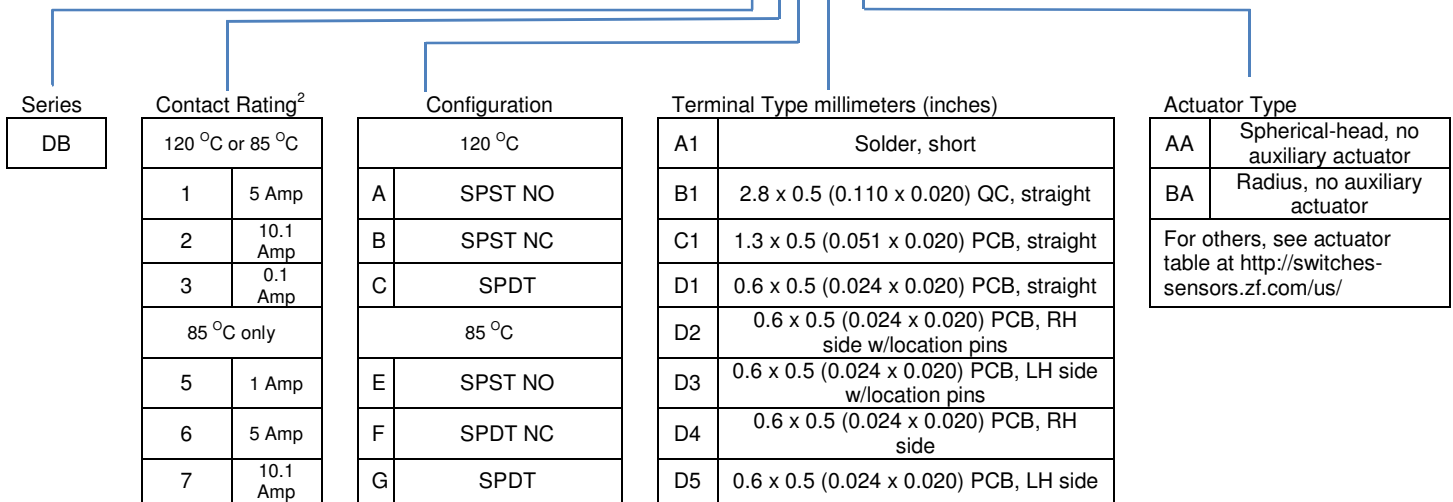 Series
DB
Contact Rating2
120 OC or 85 OC
1 5 Amp
2 10.1
Amp
3 0.1
Amp
85 OC only
5 1 Amp
6 5 Amp
7 10.1
Amp
Configuration
120 OC
A SPST NO
B SPST NC
C SPDT
85 OC
E SPST NO
F SPDT NC
G SPDT
Terminal Type millimeters (inches)
A1 Solder, short
B1 2.8 x 0.5 (0.110 x 0.020) QC, straight
C1 1.3 x 0.5 (0.051 x 0.020) PCB, straight
D1 0.6 x 0.5 (0.024 x 0.020) PCB, straight
D2 0.6 x 0.5 (0.024 x 0.020) PCB, RH
side w/location pins
D3 0.6 x 0.5 (0.024 x 0.020) PCB, LH side
w/location pins
D4 0.6 x 0.5 (0.024 x 0.020) PCB, RH
side
D5 0.6 x 0.5 (0.024 x 0.020) PCB, LH side
Actuator Type
AA Spherical-head, no
auxiliary actuator
BA Radius, no auxiliary
actuator
For others, see actuator
table at http://switches-
sensors.zf.com/us/